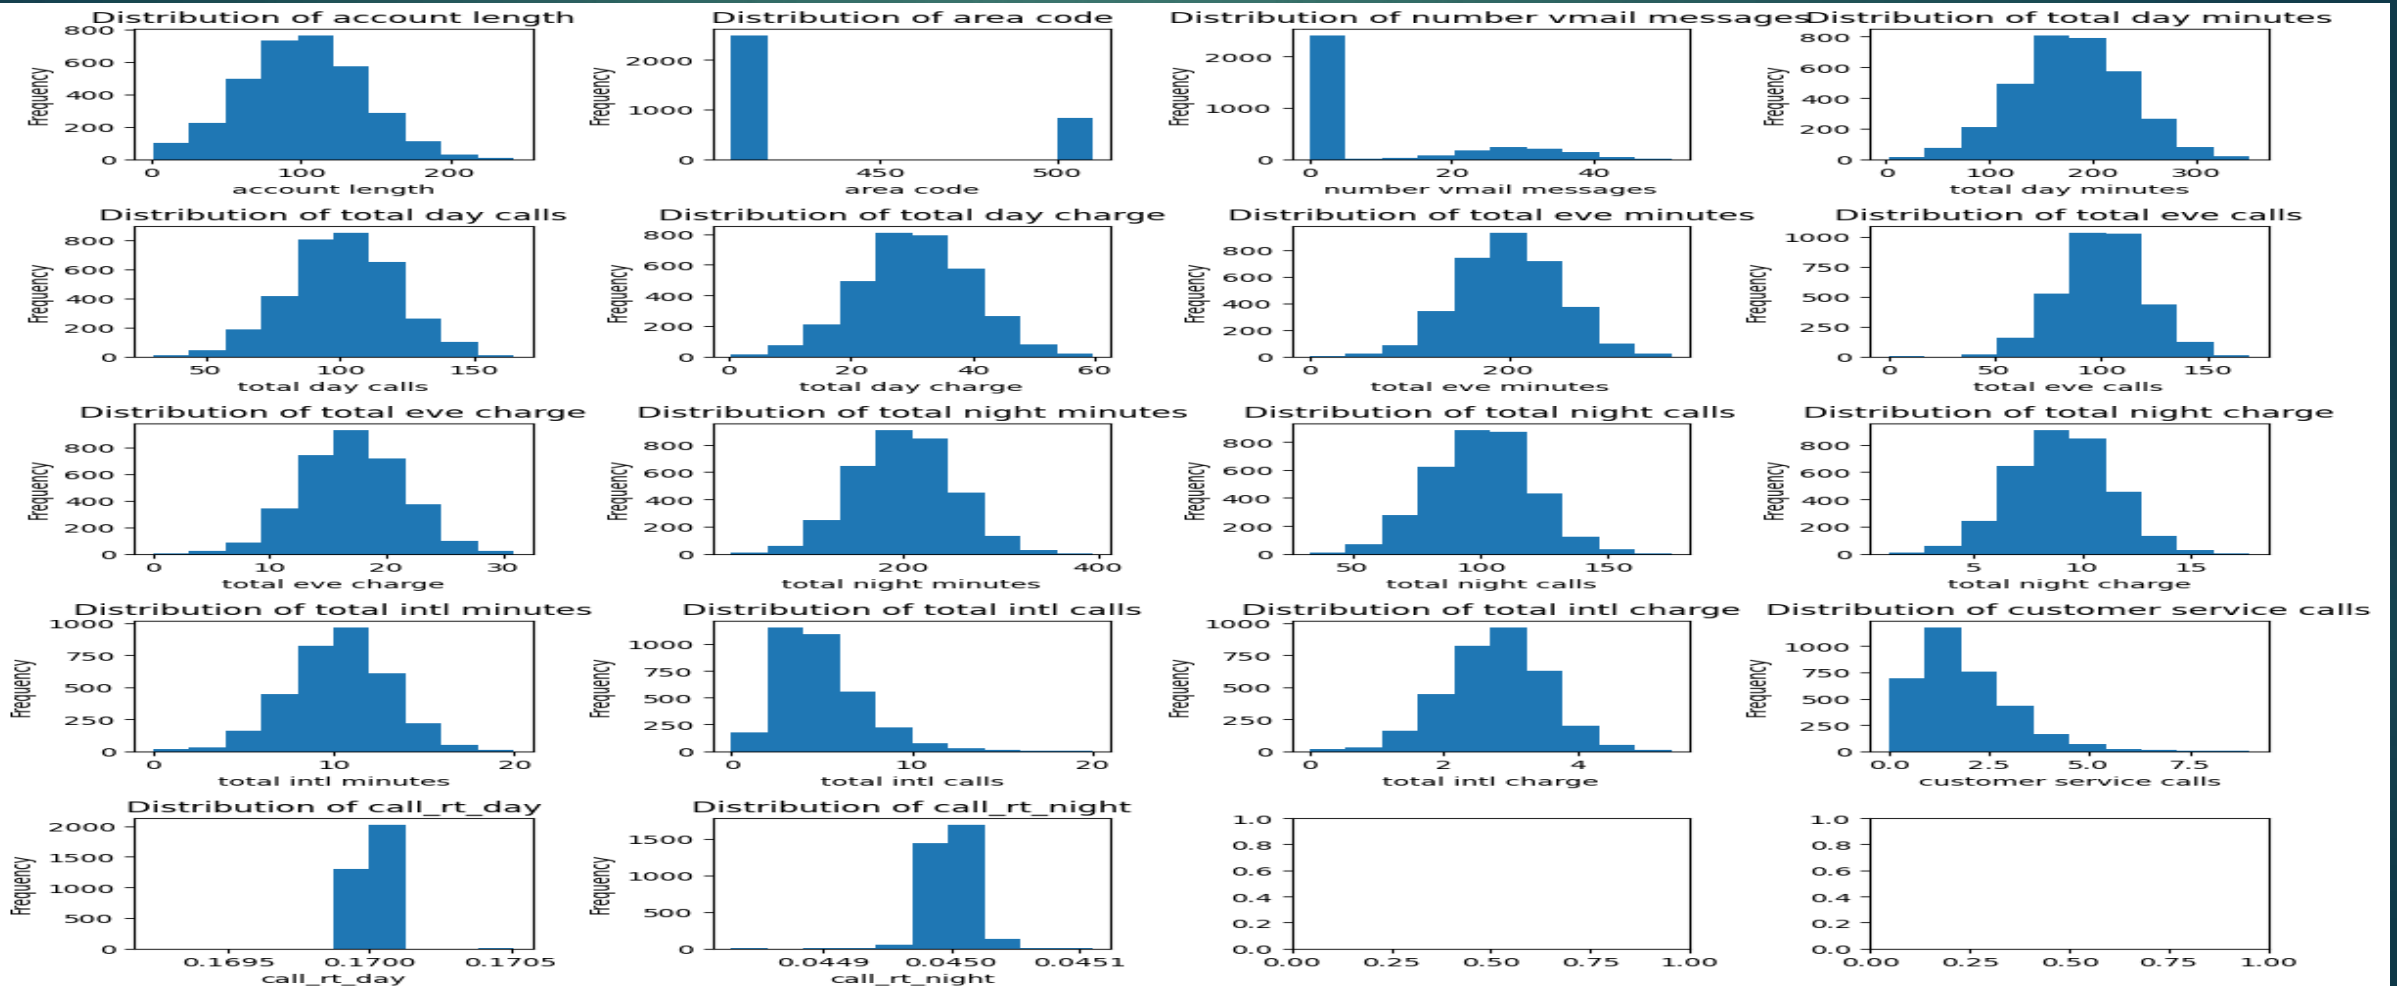 Distribution of account length
Frequency
800
600
400
200
0
0 100 200
account length
Distribution of area code
Frequency
2000
1000
0
450 500
area code
Distribution of number vmail messages
Frequency
2000
1000
0
0 20 40
number vmail messages
Distribution of total day minutes
Frequency
800
600
400
200
0
0 100 200 300
total day minutes
Distribution of total day calls
Frequency
800
600
400
200
0
50 100 150
total day calls
Distribution of total day charge
Frequency
800
600
400
200
0
0 20 40 60
total day charge
Distribution of total eve minutes
Frequency
800
600
400
200
0
0 200
total eve minutes
Distribution of total eve calls
Frequency
1000
750
500
250
0
0 50 100 150
total eve calls
Distribution of total eve charge
Frequency
800
600
400
200
0
0 10 20 30
total eve charge
Distribution of total night minutes
Frequency
800
600
400
200
0
200 400
total night minutes
Distribution of total night calls
Frequency
800
600
400
200
0
50 100 150
total night calls
Distribution of total night charge
Frequency
800
600
400
200
0
5 10 15
total night charge
Distribution of total intl minutes
Frequency
1000
750
500
250
0
0 10 20
total intl minutes
Distribution of total intl calls
Frequency
1000
750
500
250
0
0 10 20
total intl calls
Distribution of total intl charge
Frequency
1000
750
500
250
0
0 2 4
total intl charge
Distribution of customer service calls
Frequency
1000
750
500
250
0
0.0 2.5 5.0 7.5
customer service calls
Distribution of call_rt_day
Frequency
2000
1500
1000
500
0
0.1695 0.1700 0.1705
call_rt_day
Distribution of call_rt_night
Frequency
1500
1000
500
0
0.0449 0.0450 0.0451
call_rt_night
1.0
0.8
0.6
0.4
0.2
0.0
0.00 0.25 0.50 0.75 1.00
1.0
0.8
0.6
0.4
0.2
0.0
0.00 0.25 0.50 0.75 1.00